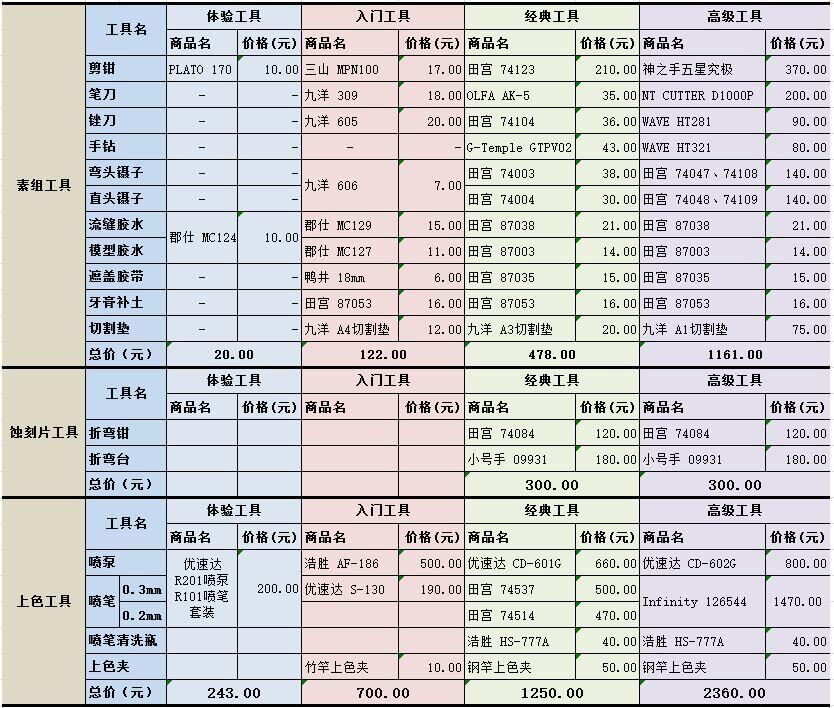 工具名 体验工具 入门工具 经典工具 高级工具
商品名 价格(元) 商品名 价格(元) 商品名 价格(元) 商品名 价格(元)
素组工具
剪钳 PLATO 170 10.00 三山 MPN100 17.00 田宫 74123 210.00 神之手五星究极 370.00
笔刀 - - 九洋 309 18.00 OLFA AK-5 35.00 NT CUTTER D1000P 200.00
锉刀 - - 九洋 605 20.00 田宫 74104 36.00 WAVE HT281 90.00
手钻 - - - - G-Temple GTPV02 43.00 WAVE HT321 80.00
弯头镊子 - - 九洋 606 7.00 田宫 74003 38.00 田宫 74047、74108 140.00
直头镊子 - - 田宫 74004 30.00 田宫 74048、74109 140.00
流缝胶水 郡仕 MC124 10.00 郡仕 MC129 15.00 田宫 87038 21.00 田宫 87038 21.00
模型胶水 郡仕 MC127 11.00 田宫 87003 14.00 田宫 87003 14.00
遮盖胶带 - - 鸭井 18mm 6.00 田宫 87035 15.00 田宫 87035 15.00
牙膏补土 - - 田宫 87053 16.00 田宫 87053 16.00 田宫 87053 16.00
切割垫 - - 九洋 A4切割垫 12.00 九洋 A3切割垫 20.00 九洋 A1切割垫 75.00
总价（元） 20.00 122.00 478.00 1161.00
工具名 体验工具 入门工具 经典工具 高级工具
商品名 价格(元) 商品名 价格(元) 商品名 价格(元) 商品名 价格(元)
蚀刻片工具
折弯钳 田宫 74084 120.00 田宫 74084 120.00
折弯台 小号手 09931 180.00 小号手 09931 180.00
总价（元） 300.00 300.00
工具名 体验工具 入门工具 经典工具 高级工具
商品名 价格(元) 商品名 价格(元) 商品名 价格(元) 商品名 价格(元)
上色工具
喷泵 优速达 R201喷泵 R101喷笔 套装 200.00 浩胜 AF-186 500.00 优速达 CD-601G 660.00 优速达 CD-602G 800.00
喷笔 0.3mm 优速达 S-130 190.00 田宫 74537 500.00 Infinity 126544 1470.00
0.2mm 田宫 74514 470.00
喷笔清洗瓶 浩胜 HS-777A 40.00 浩胜 HS-777A 40.00
上色夹 竹竿上色夹 10.00 钢竿上色夹 50.00 钢竿上色夹 50.00
总价（元） 243.00 700.00 1250.00 2360.00